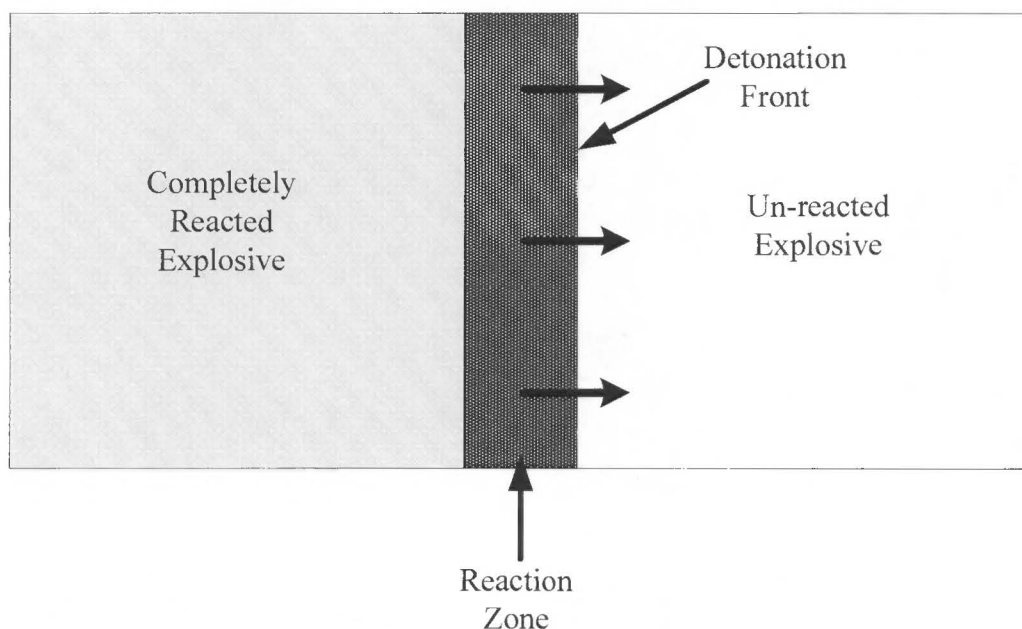 Detonation
Front
Completely
Reacted
Explosive
Un-reacted
Explosive
Reaction
Zone